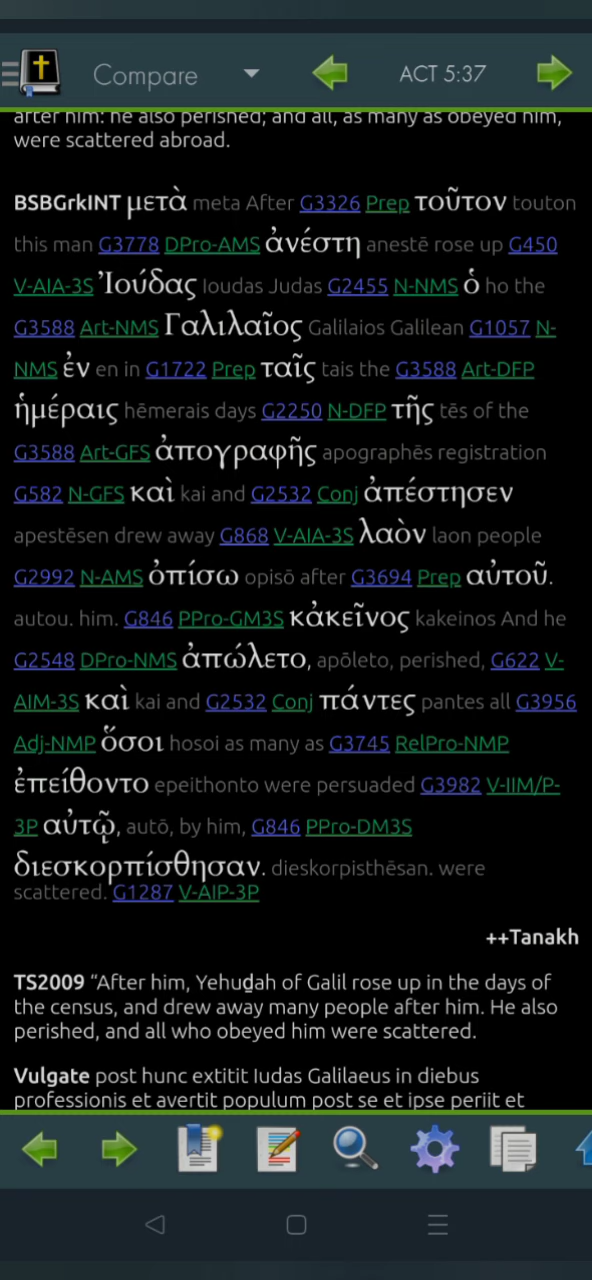 Compare
ACT 5:37
after him: he also perished; and all, as many as obeyed him,
were scattered abroad.
BSBGrkINT μετὰ meta After G3326 Prep τοῦτον touton
this man G3778 DPro-AMS ἀνέστη anestē rose up G450
V-AIA-3S Ἰούδας Ioudas Judas G2455 N-NMS ὁ ho the
G3588 Art-NMS Γαλιλαῖος Galilaios Galilean G1057 N-
NMS ἐν en in G1722 Prep ταῖς tais the G3588 Art-DFP
ἡμέραις hēmerais days G2250 N-DFP τῆς tēs of the
G3588 Art-GFS ἀπογραφῆς apographēs registration
G582 N-GFS καὶ kai and G2532 Conj ἀπέστησεν
apestēsen drew away G868 V-AIA-3S λαὸν laon people
G2992 N-AMS ὀπίσω opisō after G3694 Prep αὐτοῦ.
autou. him. G846 PPro-GM3S κἀκεῖνος kakeinos And he
G2548 DPro-NMS ἀπώλετο, apōleto, perished, G622 V-
AIM-3S καὶ kai and G2532 Conj πάντες pantes all G3956
Adj-NMP ὅσοι hosoi as many as G3745 RelPro-NMP
ἐπείθοντο epeithonto were persuaded G3982 V-IIM/P-
3P αὐτῷ, autō, by him, G846 PPro-DM3S
διεσκορπίσθησαν. dieskorpisthēsan. were
scattered. G1287 V-AIP-3P
++Tanakh
TS2009 “After him, Yehuḏah of Galil rose up in the days of
the census, and drew away many people after him. He also
perished, and all who obeyed him were scattered.
Vulgate post hunc extitit Iudas Galilaeus in diebus
professionis et avertit populum post se et ipse periit et